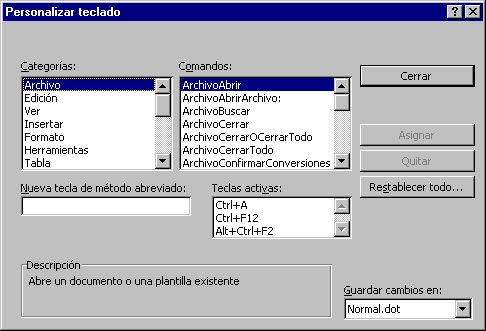 Personalizar teclado
Categorías:
Archivo
Edición
Ver
Insertar
Formato
Herramientas
Tabla
Comandos:
ArchivoAbrir
ArchivoAbrirArchivo:
ArchivoBuscar
ArchivoCerrar
ArchivoCerrarOCerrarTodo
ArchivoCerrarTodo
ArchivoConfirmarConversiones
Cerrar
Asignar
Quitar
Restablecer todo...
Nueva tecla de método abreviado:
Teclas activas:
Ctrl+A
Ctrl+F12
Alt+Ctrl+F2
Descripción
Abre un documento o una plantilla existente
Guardar cambios en:
Normal.dot